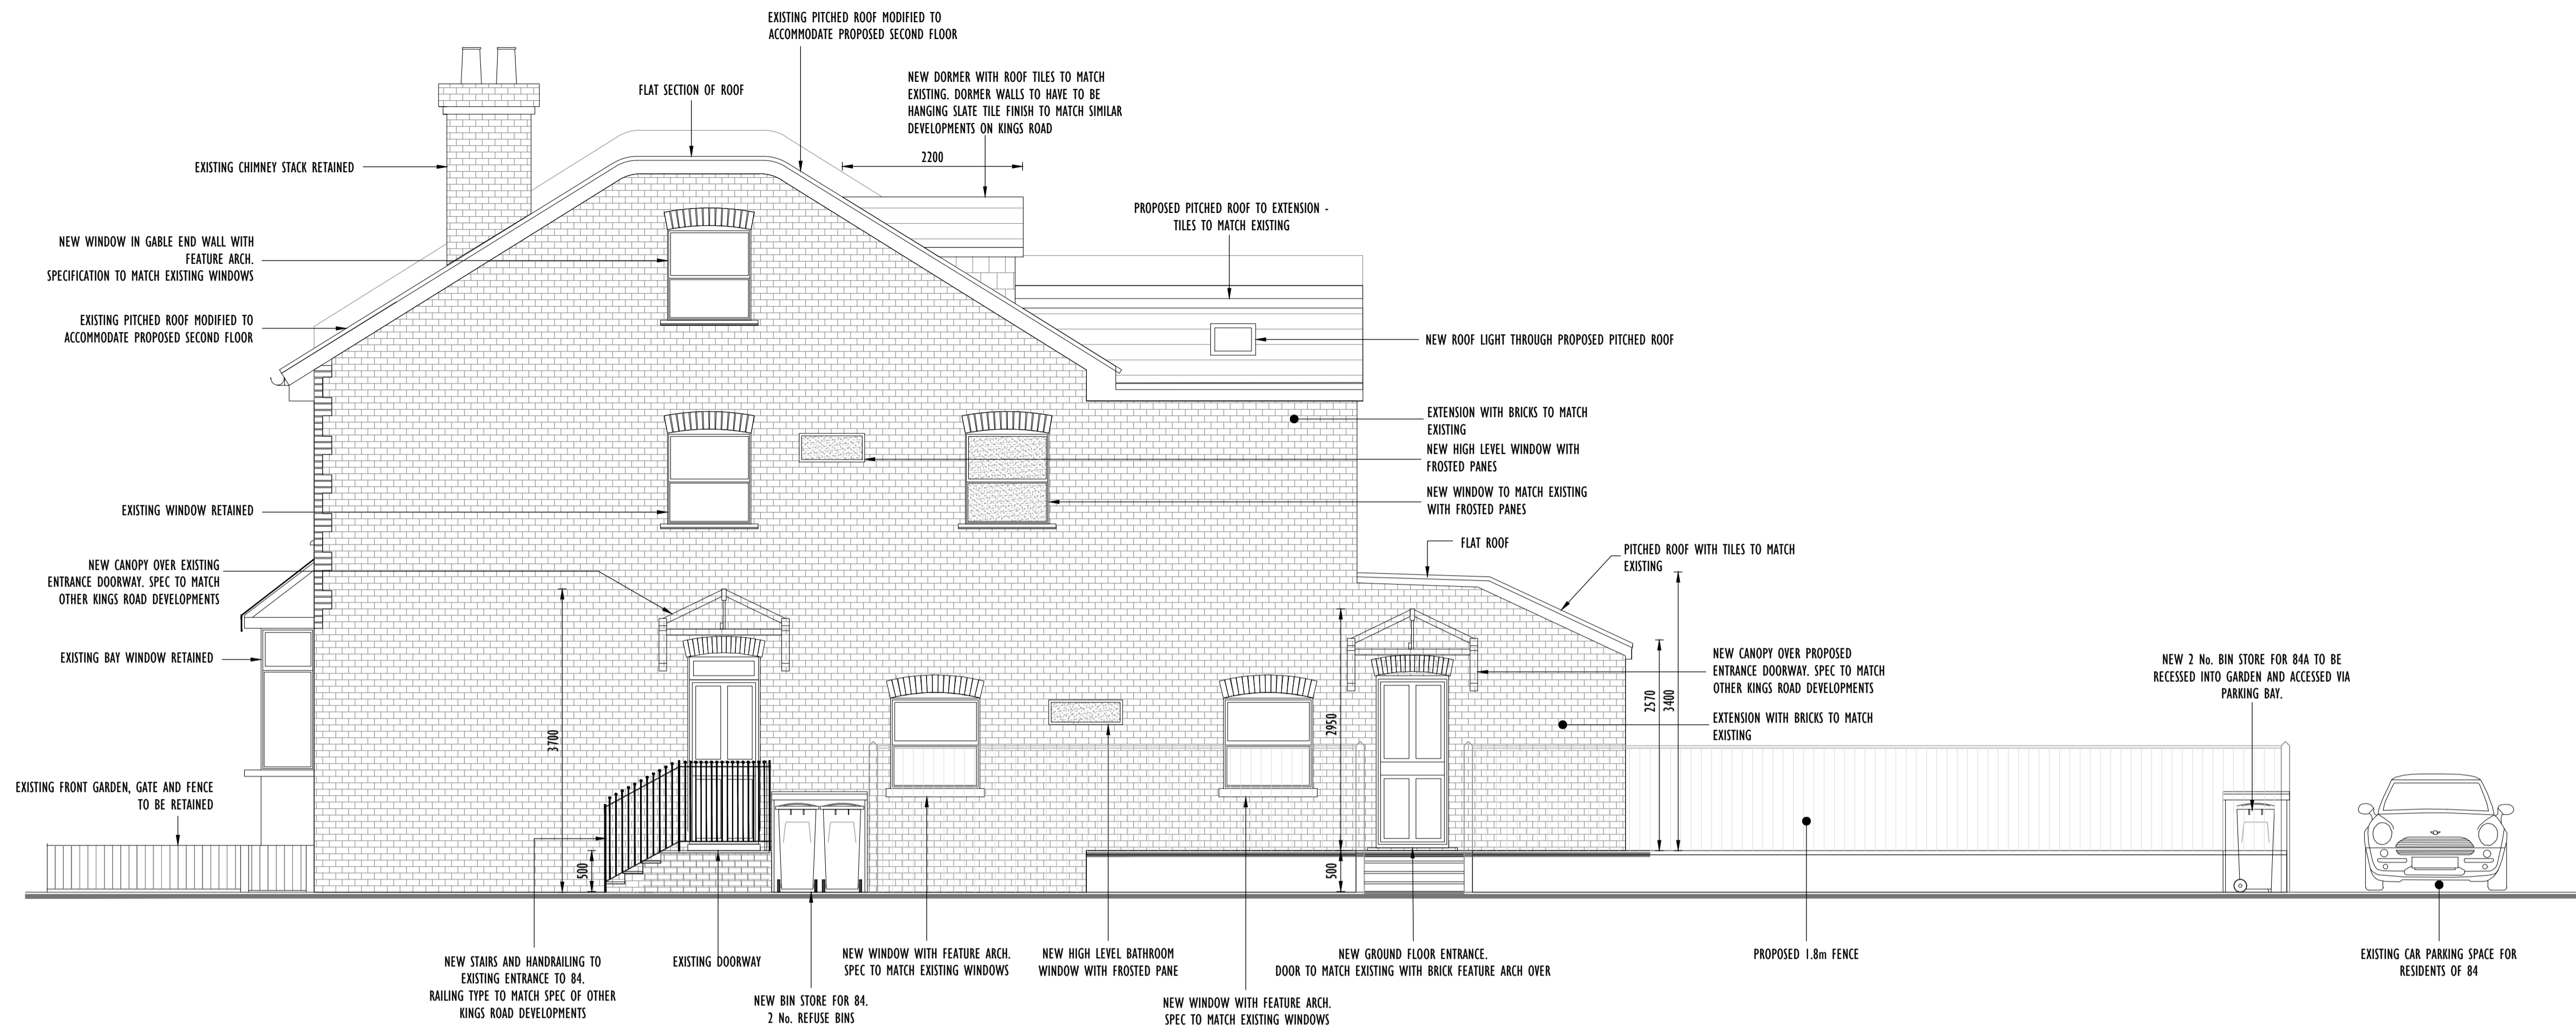 EXISTING PITCHED ROOF MODIFIED TO
ACCOMMODATE PROPOSED SECOND FLOOR
NEW DORMER WITH ROOF TILES TO MATCH
EXISTING. DORMER WALLS TO HAVE TO BE
HANGING SLATE TILE FINISH TO MATCH SIMILAR
DEVELOPMENTS ON KINGS ROAD
FLAT SECTION OF ROOF
2200
EXISTING CHIMNEY STACK RETAINED
PROPOSED PITCHED ROOF TO EXTENSION -
TILES TO MATCH EXISTING
NEW WINDOW IN GABLE END WALL WITH
FEATURE ARCH.
SPECIFICATION TO MATCH EXISTING WINDOWS
EXISTING PITCHED ROOF MODIFIED TO
ACCOMMODATE PROPOSED SECOND FLOOR
NEW ROOF LIGHT THROUGH PROPOSED PITCHED ROOF
EXTENSION WITH BRICKS TO MATCH
EXISTING
NEW HIGH LEVEL WINDOW WITH
FROSTED PANES
NEW WINDOW TO MATCH EXISTING
WITH FROSTED PANES
EXISTING WINDOW RETAINED
FLAT ROOF
PITCHED ROOF WITH TILES TO MATCH
EXISTING
NEW CANOPY OVER EXISTING
ENTRANCE DOORWAY. SPEC TO MATCH
OTHER KINGS ROAD DEVELOPMENTS
EXISTING BAY WINDOW RETAINED
NEW CANOPY OVER PROPOSED
ENTRANCE DOORWAY. SPEC TO MATCH
OTHER KINGS ROAD DEVELOPMENTS
NEW 2 No. BIN STORE FOR 84A TO BE
RECESSED INTO GARDEN AND ACCESSED VIA
PARKING BAY.
3700
2950
2570
3400
EXTENSION WITH BRICKS TO MATCH
EXISTING
EXISTING FRONT GARDEN, GATE AND FENCE
TO BE RETAINED
500
500
NEW STAIRS AND HANDRAILING TO
EXISTING ENTRANCE TO 84.
RAILING TYPE TO MATCH SPEC OF OTHER
KINGS ROAD DEVELOPMENTS
EXISTING DOORWAY
NEW BIN STORE FOR 84.
2 No. REFUSE BINS
NEW WINDOW WITH FEATURE ARCH.
SPEC TO MATCH EXISTING WINDOWS
NEW HIGH LEVEL BATHROOM
WINDOW WITH FROSTED PANE
NEW WINDOW WITH FEATURE ARCH.
SPEC TO MATCH EXISTING WINDOWS
NEW GROUND FLOOR ENTRANCE.
DOOR TO MATCH EXISTING WITH BRICK FEATURE ARCH OVER
PROPOSED 1.8m FENCE
EXISTING CAR PARKING SPACE FOR
RESIDENTS OF 84